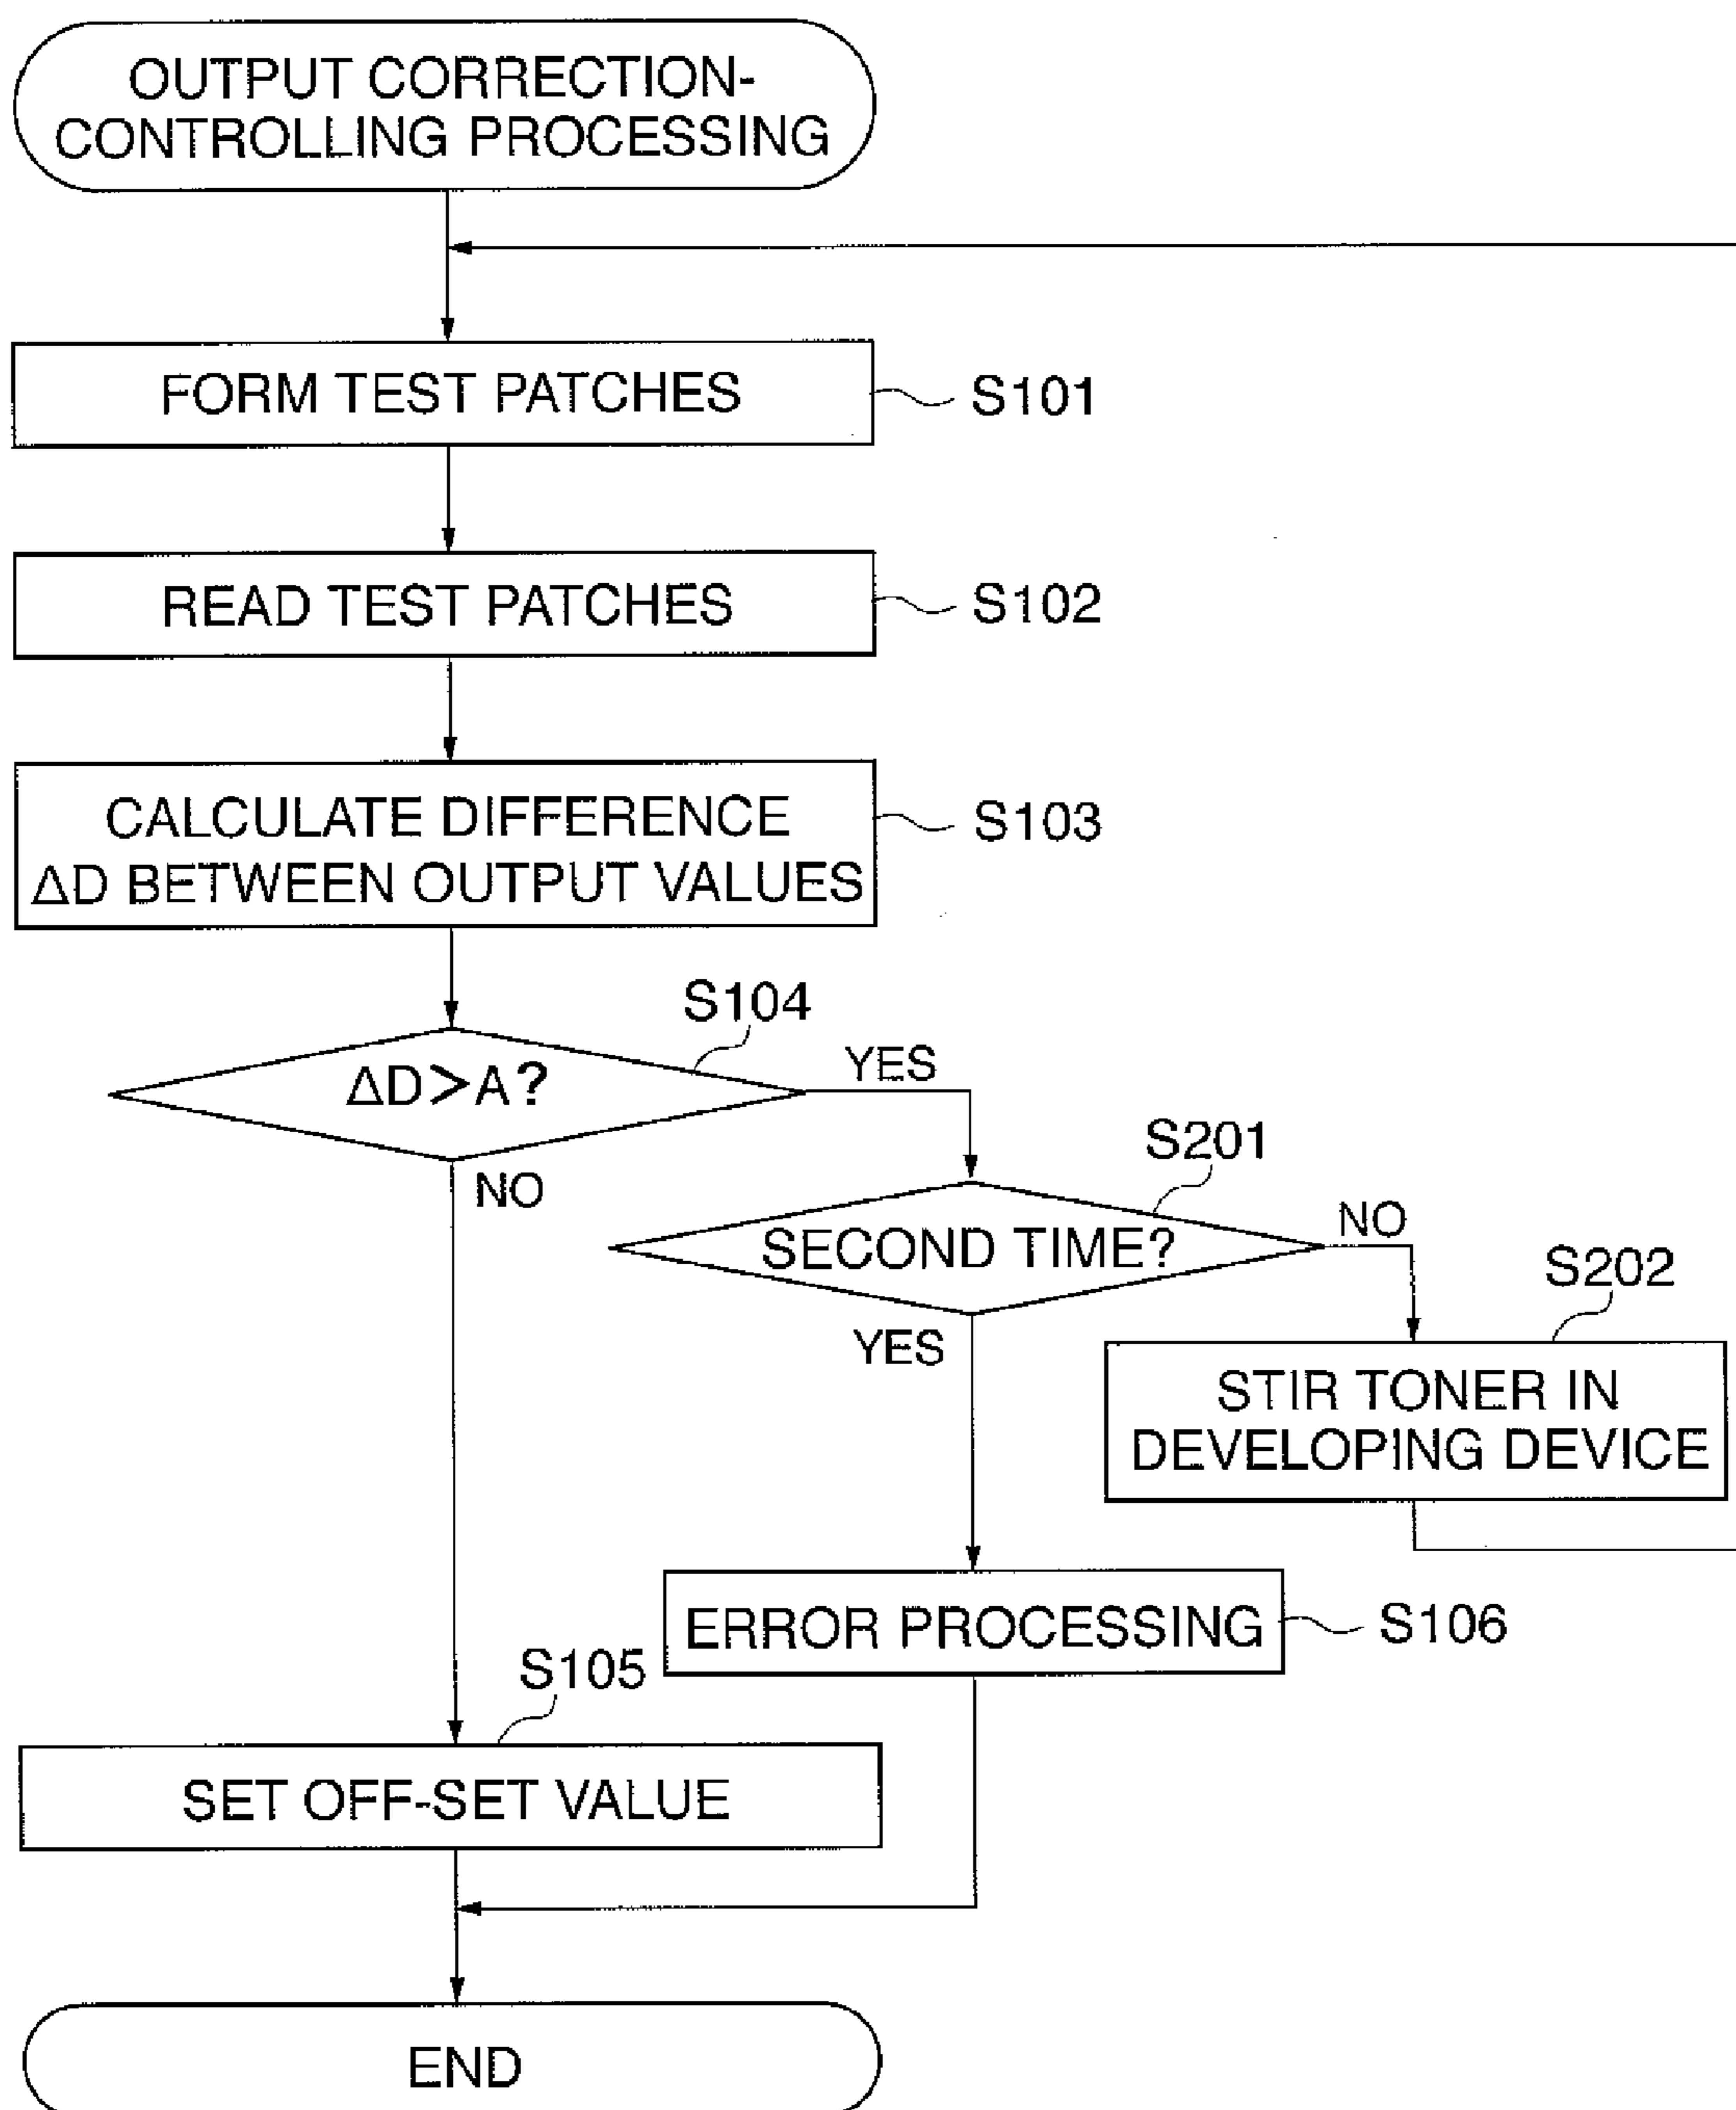 OUTPUT CORRECTION-
CONTROLLING PROCESSING
FORM TEST PATCHES
S101
READ TEST PATCHES
S102
CALCULATE DIFFERENCE
ΔD BETWEEN OUTPUT VALUES
S103
S104
ΔD>A?
YES
NO
S201
SECOND TIME?
NO
YES
S202
STIR TONER IN
DEVELOPING DEVICE
ERROR PROCESSING
S106
S105
SET OFF-SET VALUE
END